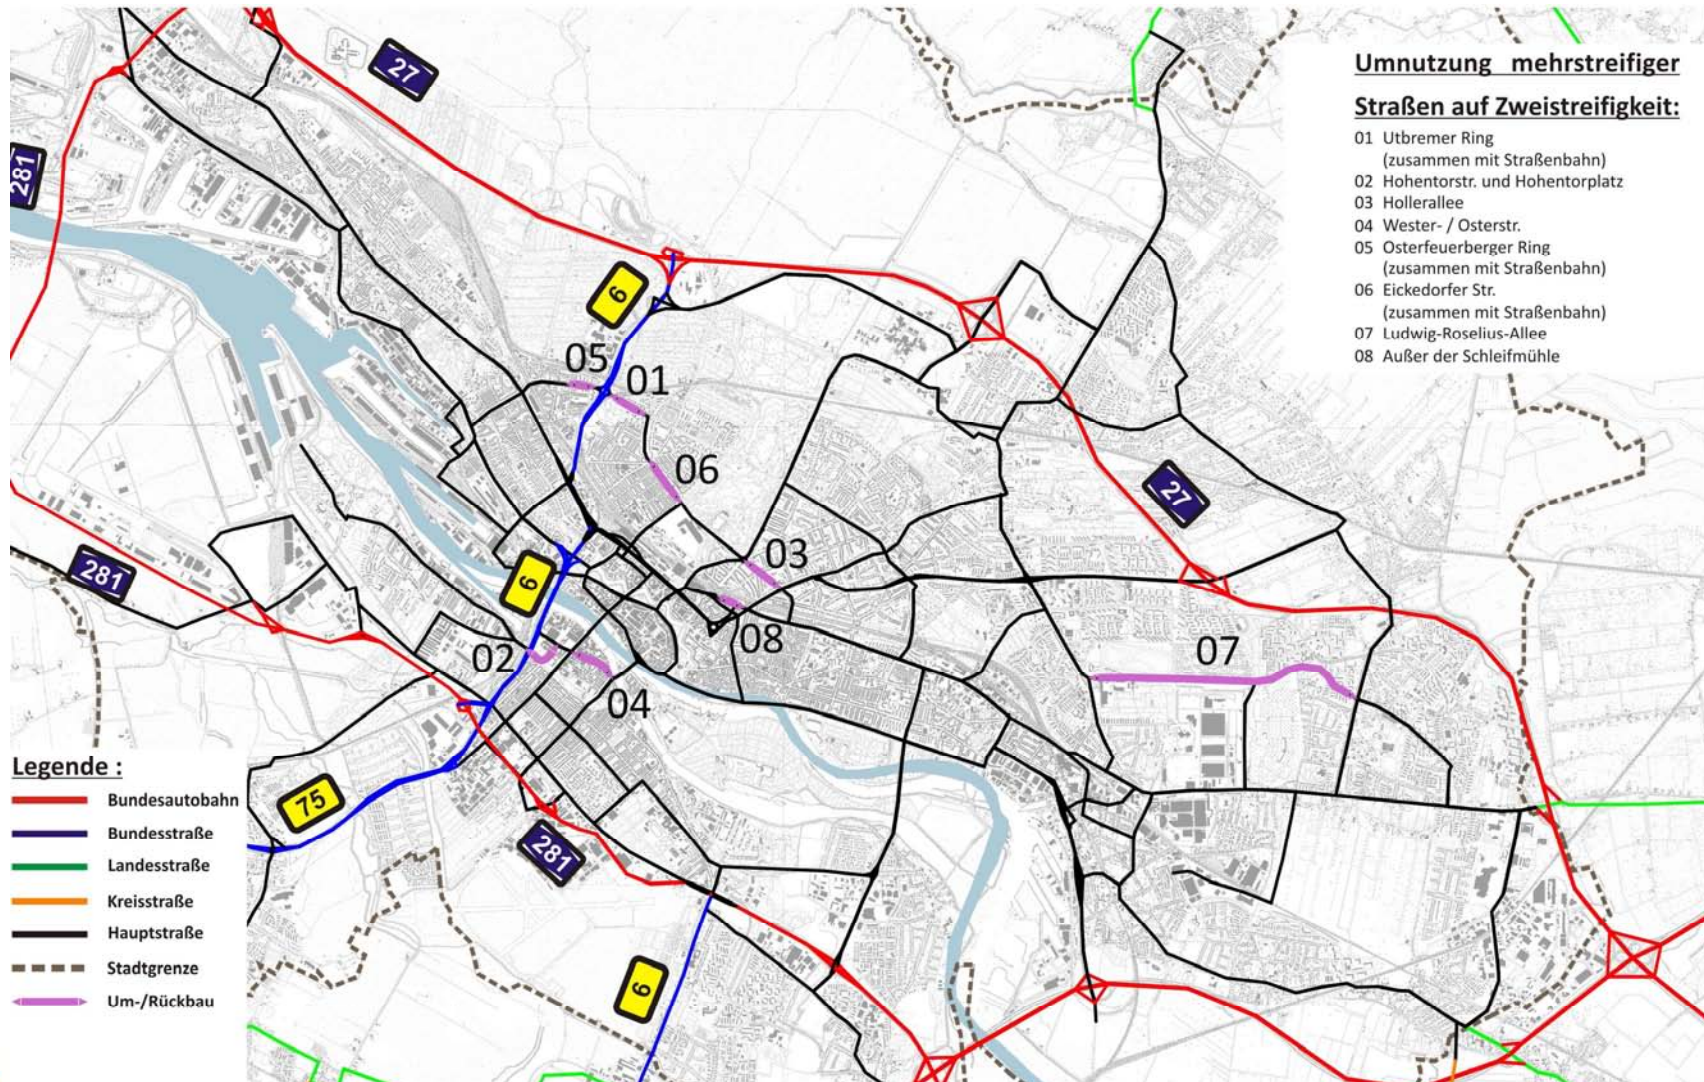 Umnutzung mehrstreifiger
Straßen auf Zweistreifigkeit:
01 Utbremer Ring
(zusammen mit Straßenbahn)
02 Hohentorstr. und Hohentorplatz
03 Hollerallee
04 Wester- / Osterstr.
05 Osterfeuerberger Ring
(zusammen mit Straßenbahn)
06 Eickedorfer Str.
(zusammen mit Straßenbahn)
07 Ludwig-Roselius-Allee
08 Außer der Schleifmühle
27
281
6
05
01
06
27
03
281
6
08
02
07
04
75
281
6
Legende :
Bundesautobahn
Bundesstraße
Landesstraße
Kreisstraße
Hauptstraße
Stadtgrenze
Um-/Rückbau